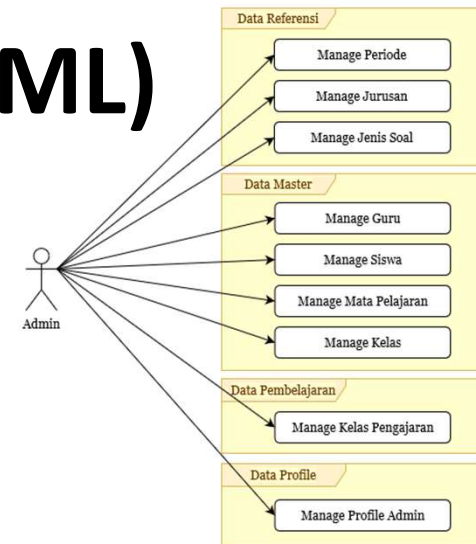 ML)
Data Referensi
Manage Periode
Manage Jurusan
Manage Jenis Soal
Data Master
Manage Guru
Manage Siswa
Manage Mata Pelajaran
Manage Kelas
Admin
Data Pembelajaran
Manage Kelas Pengajaran
Data Profile
Manage Profile Admin